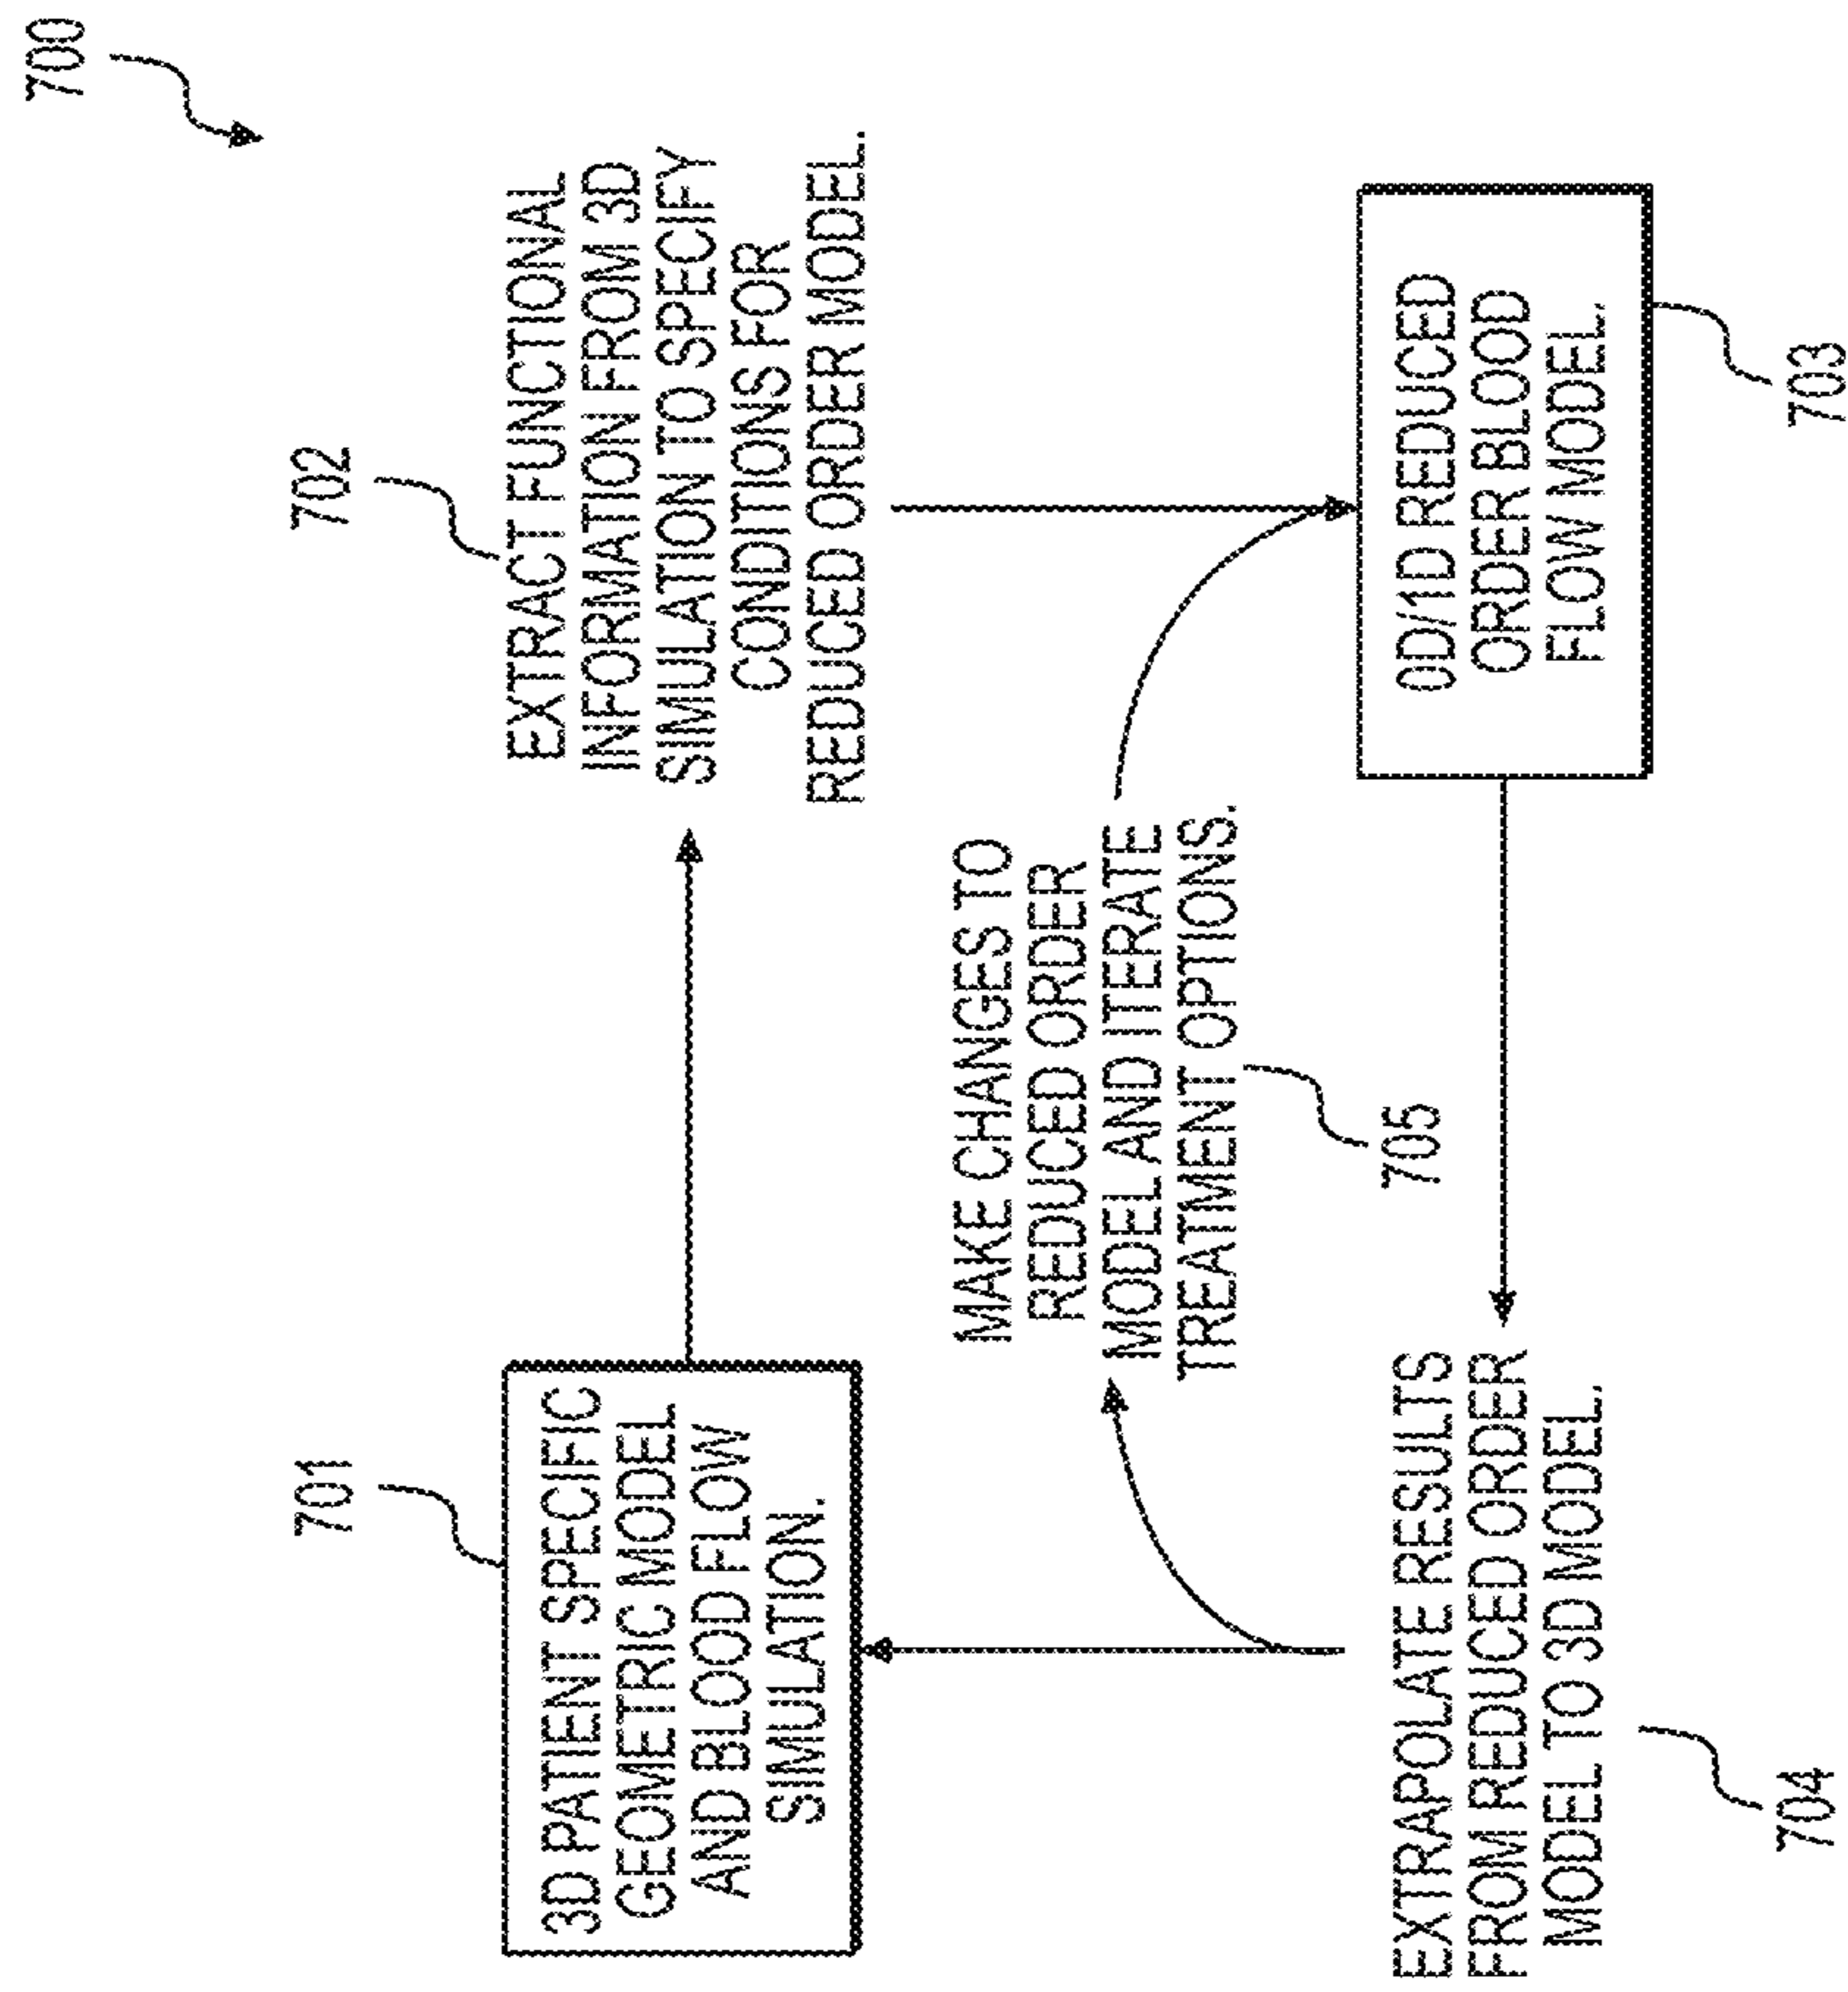 700
701
3D PATIENT SPECIFIC
GEOMETRIC MODEL
AND BLOOD FLOW
SIMULATION.
702
EXTRACT FUNCTIONAL
INFORMATION FROM 3D
SIMULATION TO SPECIFY
CONDITIONS FOR
REDUCED ORDER MODEL.
MAKE CHANGES TO
REDUCED ORDER
MODEL AND ITERATE
TREATMENT OPTIONS.
705
EXTRAPOLATE RESULTS
FROM REDUCED ORDER
MODEL TO 3D MODEL.
704
0D/1D REDUCED
ORDER BLOOD
FLOW MODEL.
703